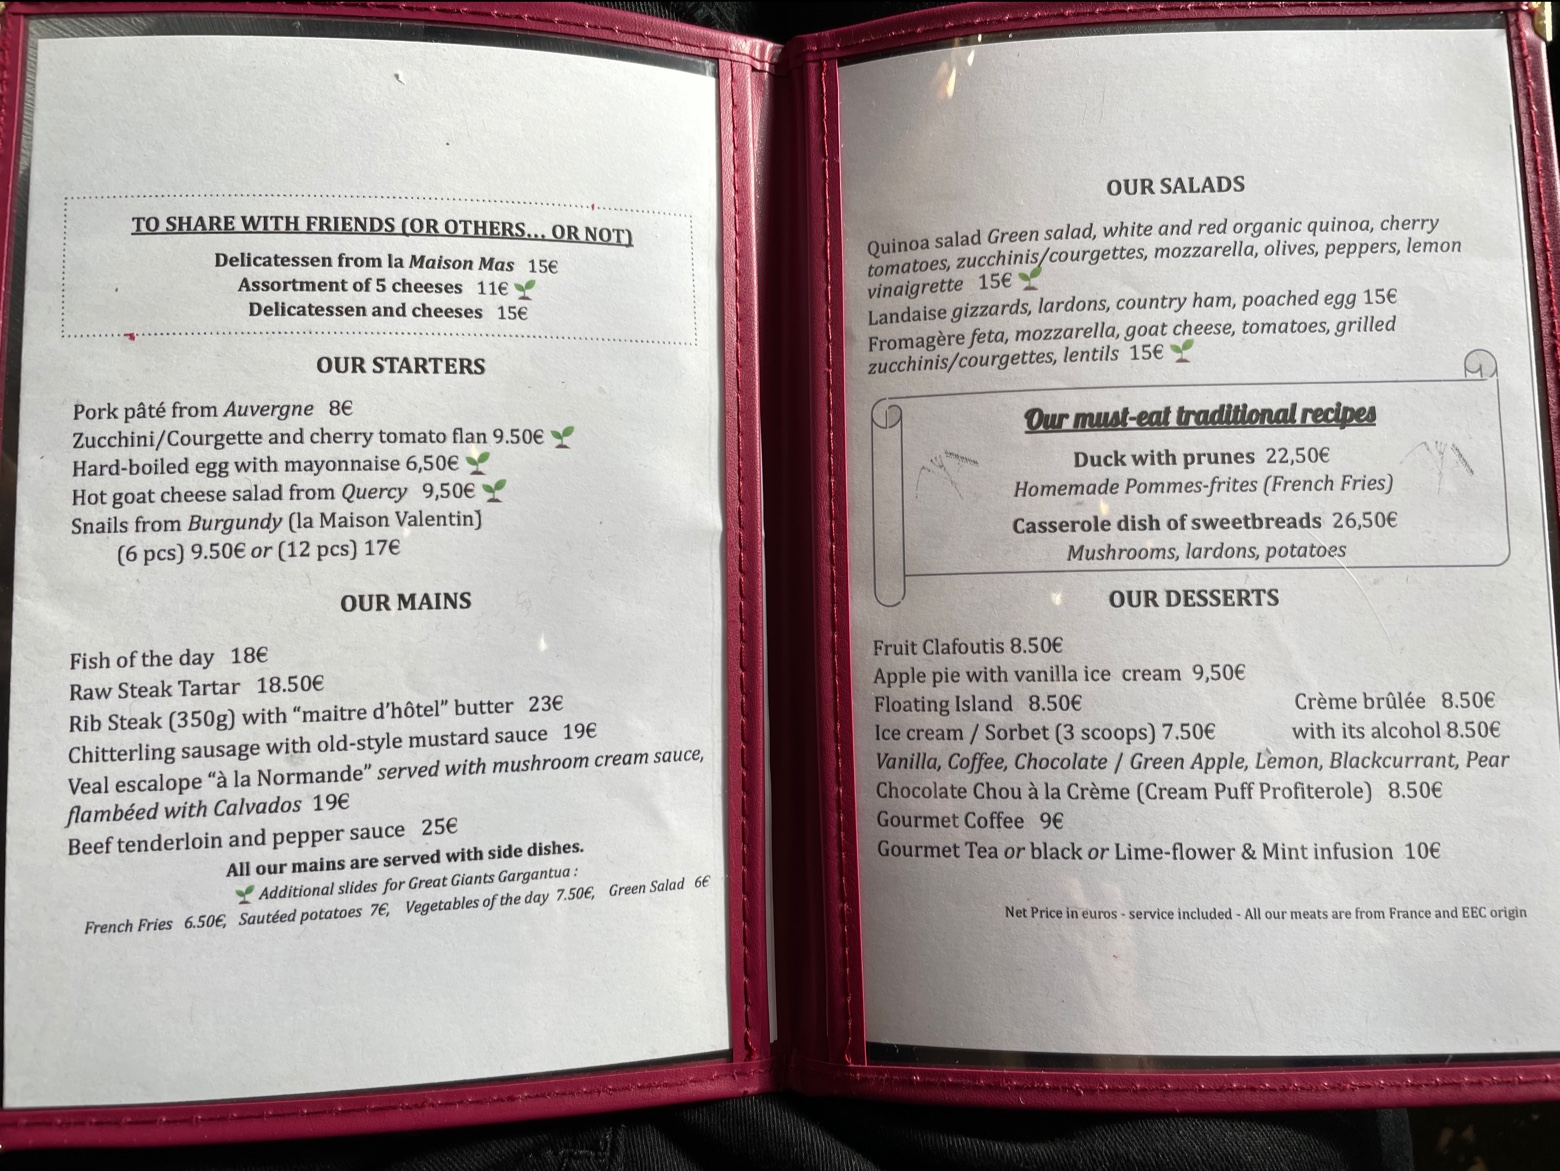 TO SHARE WITH FRIENDS (OR OTHERS... OR NOT)
Delicatessen from la Maison Mas 15€
Assortment of 5 cheeses 11€
Delicatessen and cheeses 15€
OUR STARTERS
Pork pâté from Auvergne 8€
Zucchini/Courgette and cherry tomato flan 9.50€
Hard-boiled egg with mayonnaise 6,50€
Hot goat cheese salad from Quercy 9,50€
Snails from Burgundy (la Maison Valentin)
(6 pcs) 9.50€ or (12 pcs) 17€
OUR MAINS
Fish of the day 18€
Raw Steak Tartar 18.50€
Rib Steak (350g) with “maitre d’hôtel” butter 23€
Chitterling sausage with old-style mustard sauce 19€
Veal escalope “à la Normande” served with mushroom cream sauce,
flambéed with Calvados 19€
Beef tenderloin and pepper sauce 25€
All our mains are served with side dishes.
Additional slides for Great Giants Gargantua :
French Fries 6.50€, Sautéed potatoes 7€, Vegetables of the day 7.50€, Green Salad 6€
OUR SALADS
Quinoa salad Green salad, white and red organic quinoa, cherry
tomatoes, zucchinis/courgettes, mozzarella, olives, peppers, lemon
vinaigrette 15€
Landaise gizzards, lardons, country ham, poached egg 15€
Fromagère feta, mozzarella, goat cheese, tomatoes, grilled
zucchinis/courgettes, lentils 15€
Our must-eat traditional recipes
Duck with prunes 22,50€
Homemade Pommes-frites (French Fries)
Casserole dish of sweetbreads 26,50€
Mushrooms, lardons, potatoes
OUR DESSERTS
Fruit Clafoutis 8.50€
Apple pie with vanilla ice cream 9,50€
Floating Island 8.50€ Crème brûlée 8.50€
Ice cream / Sorbet (3 scoops) 7.50€ with its alcohol 8.50€
Vanilla, Coffee, Chocolate / Green Apple, Lemon, Blackcurrant, Pear
Chocolate Chou à la Crème (Cream Puff Profiterole) 8.50€
Gourmet Coffee 9€
Gourmet Tea or black or Lime-flower & Mint infusion 10€
Net Price in euros - service included - All our meats are from France and EEC origin